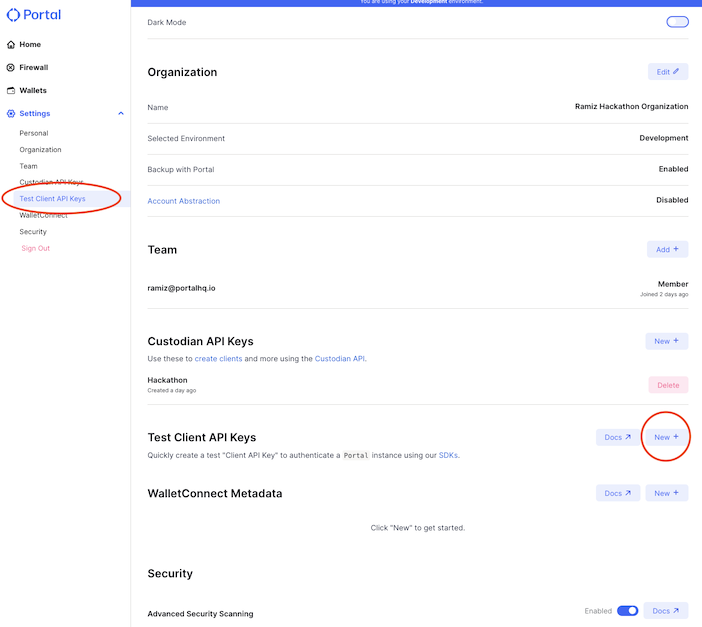 Portal
You are using your Development environment.
Home
Firewall
Wallets
Settings
Personal
Organization
Team
Custodian API Keys
Test Client API Keys
WalletConnect
Security
Sign Out
Dark Mode
Organization
Edit
Name
Ramiz Hackathon Organization
Selected Environment
Development
Backup with Portal
Enabled
Account Abstraction
Disabled
Team
Add +
ramiz@portalhq.io
Member
Joined 2 days ago
Custodian API Keys
New +
Use these to create clients and more using the Custodian API.
Hackathon
Created a day ago
Delete
Test Client API Keys
Docs
New +
Quickly create a test "Client API Key" to authenticate a Portal instance using our SDKs.
WalletConnect Metadata
Docs
New +
Click "New" to get started.
Security
Advanced Security Scanning
Enabled
Docs